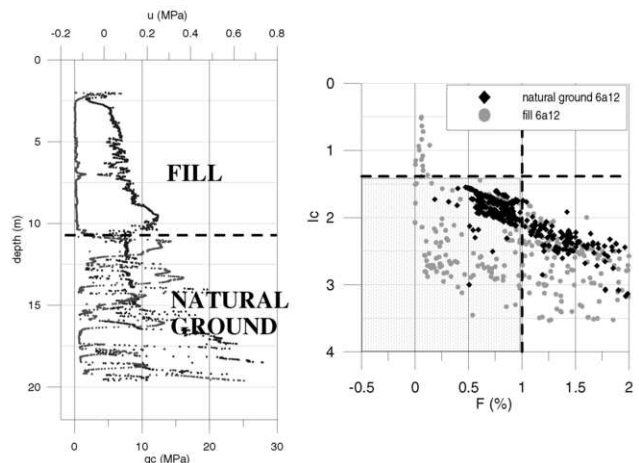 u (MPa)
-0.2 0 0.2 0.4 0.6 0.8
0
5
10
15
20
depth (m)
FILL
NATURAL
GROUND
0 10 20 30
qc (MPa)
natural ground 6a12
fill 6a12
0
1
2
3
4
Ic
-0.5 0 0.5 1 1.5 2
F (%)